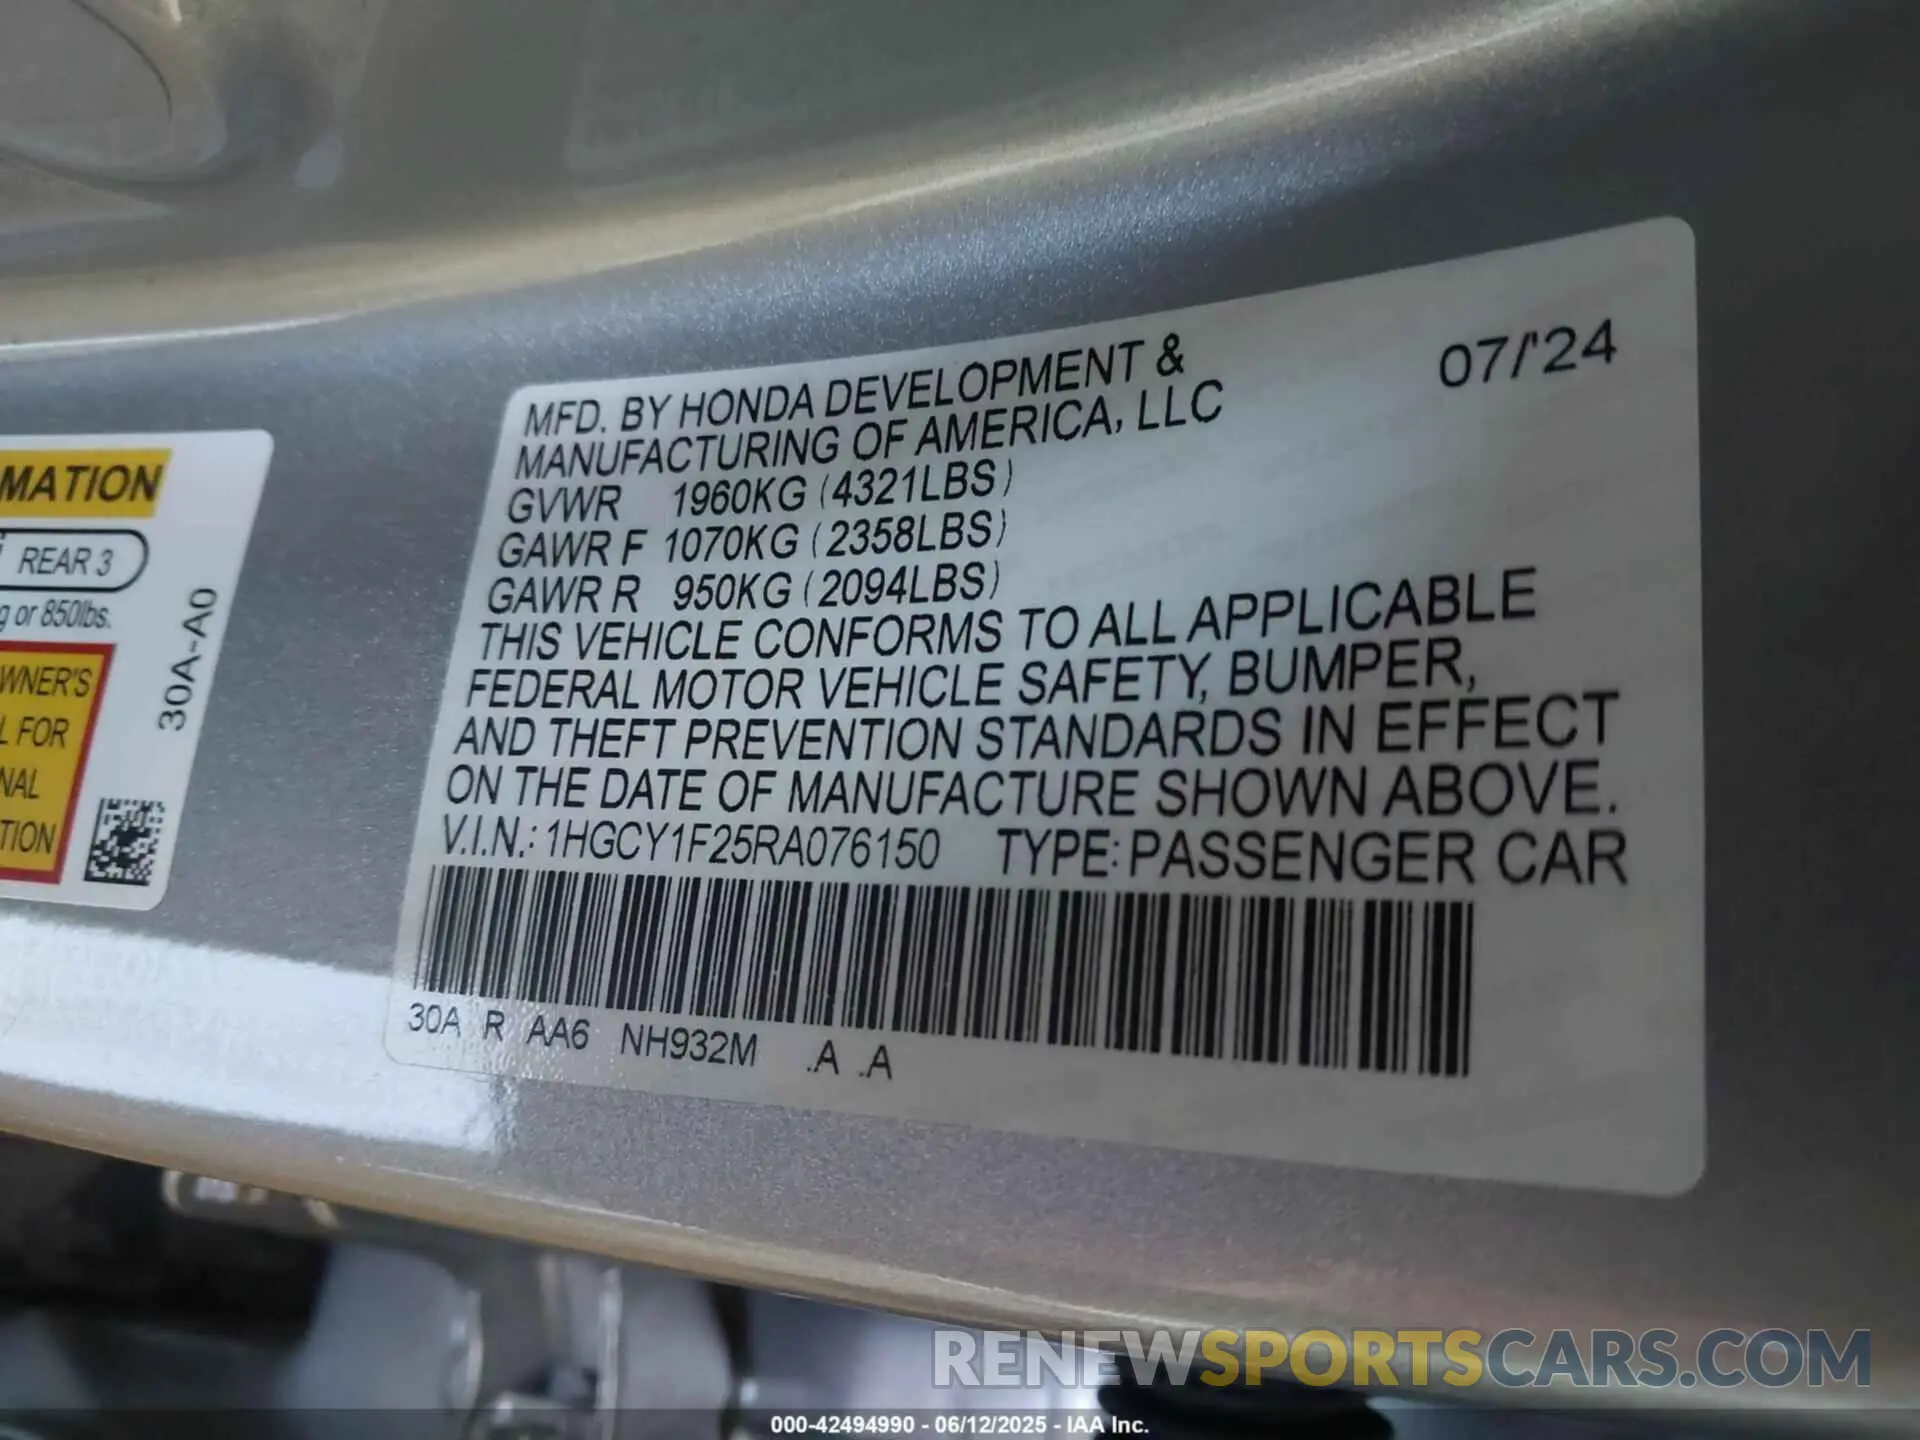 MATION
REAR 3
g or 850lbs.
WNER'S
L FOR
NAL
TION
30A-A0
07/'24
MFD. BY HONDA DEVELOPMENT &
MANUFACTURING OF AMERICA, LLC
GVWR 1960KG (4321LBS)
GAWR F 1070KG (2358LBS)
GAWR R 950KG (2094LBS)
THIS VEHICLE CONFORMS TO ALL APPLICABLE
FEDERAL MOTOR VEHICLE SAFETY, BUMPER,
AND THEFT PREVENTION STANDARDS IN EFFECT
ON THE DATE OF MANUFACTURE SHOWN ABOVE.
V.I.N.: 1HGCY1F25RA076150 TYPE: PASSENGER CAR
30A R AA6 NH932M .A .A
RENEWSPORTSCARS.COM
000-42494990 - 06/12/2025 - IAA Inc.